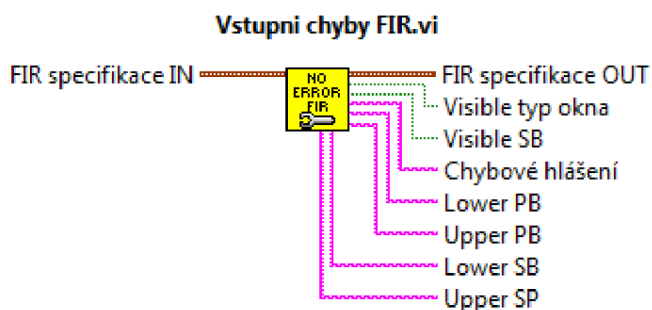 Vstupni chyby FIR.vi
FIR specifikace IN
NO
ERROR
FIR
FIR specifikace OUT
Visible typ okna
Visible SB
Chybové hlášení
Lower PB
Upper PB
Lower SB
Upper SP